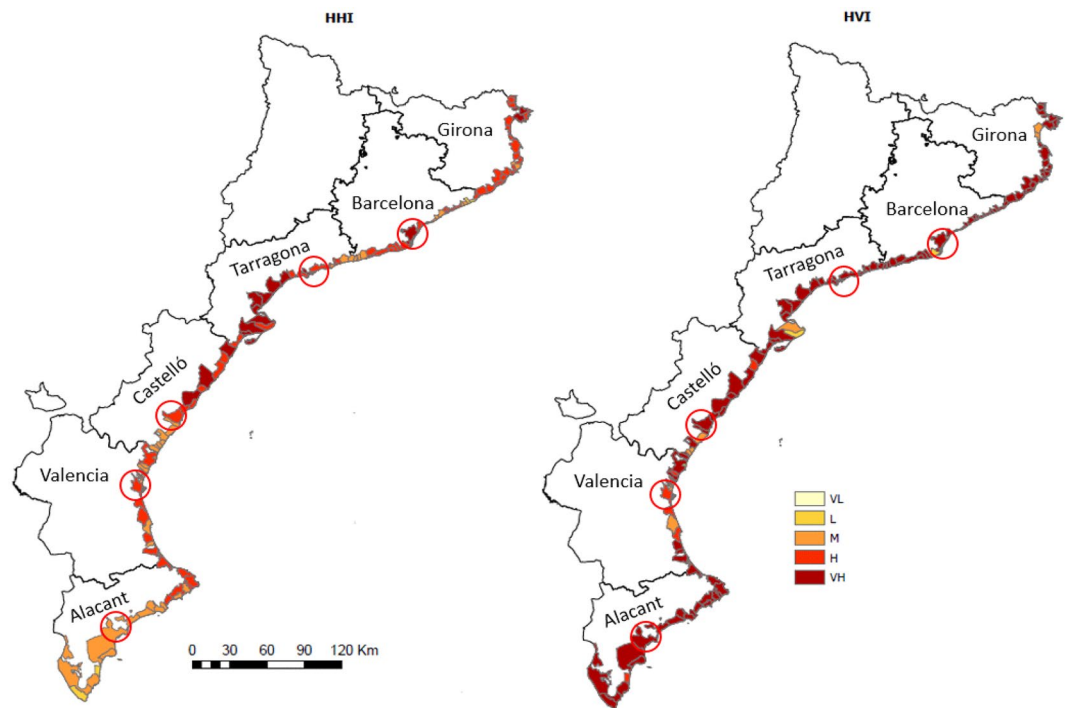 HHI
Girona
Barcelona
Tarragona
Castelló
Valencia
Alacant
0 30 60 90 120 Km
HVI
Girona
Barcelona
Tarragona
Castelló
Valencia
Alacant
VL
L
M
H
VH